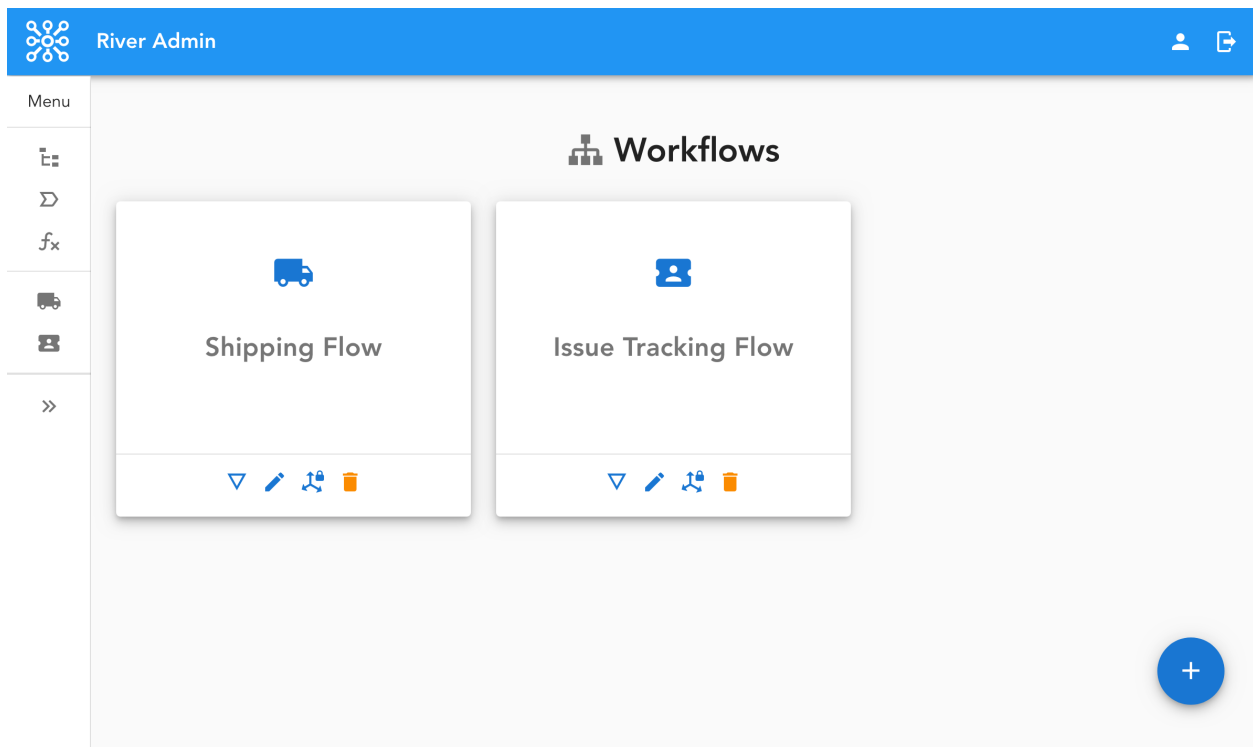 River Admin
Menu
Workflows
Shipping Flow
Issue Tracking Flow